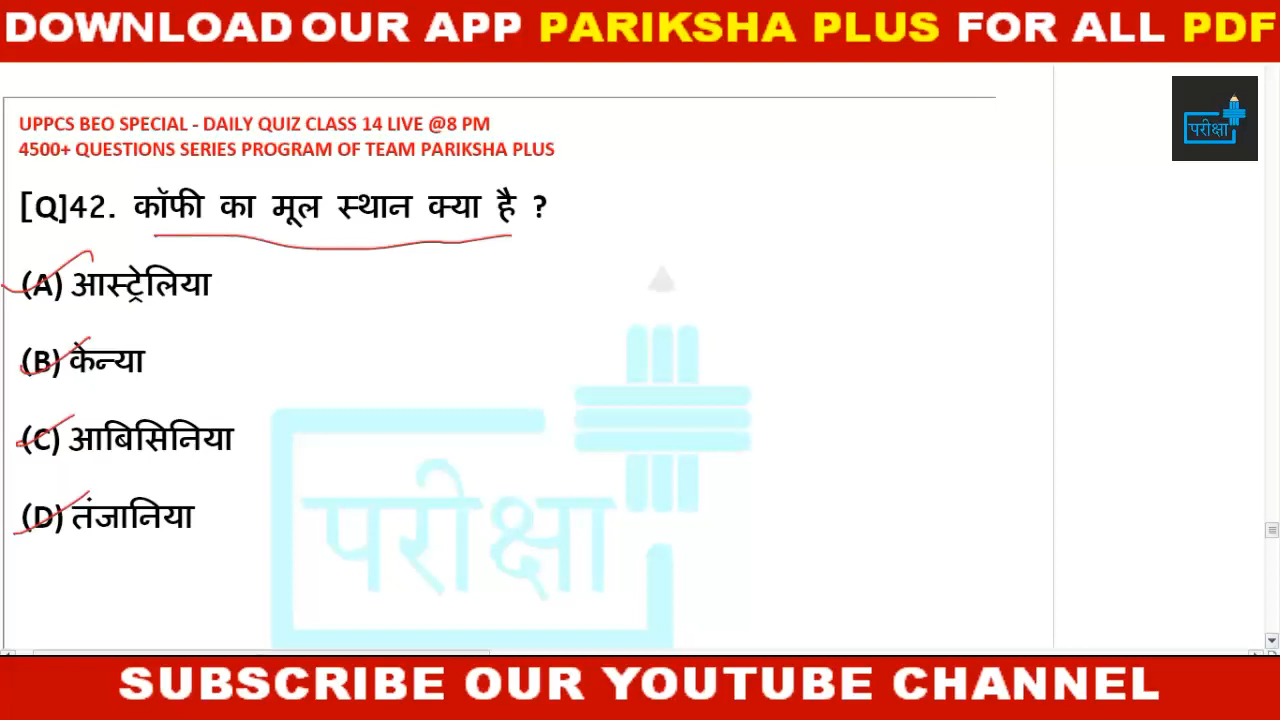 DOWNLOAD OUR APP PARIKSHA PLUS FOR ALL PDF
UPPCS BEO SPECIAL - DAILY QUIZ CLASS 14 LIVE @8 PM
4500+ QUESTIONS SERIES PROGRAM OF TEAM PARIKSHA PLUS
परीक्षा
[Q]42. कॉफी का मूल स्थान क्या है ?
(A) आस्ट्रेलिया
(B) केन्या
(C) आबिसिनिया
(D) तंजानिया
परीक्षा
SUBSCRIBE OUR YOUTUBE CHANNEL